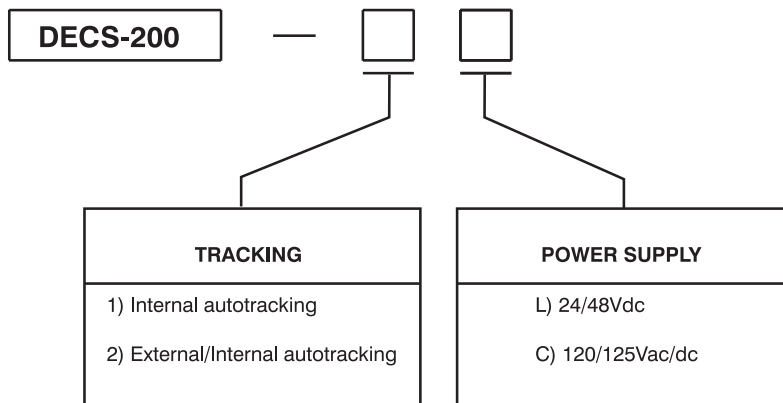 DECS-200 —
TRACKING
1) Internal autotracking
2) External/Internal autotracking
POWER SUPPLY
L) 24/48Vdc
C) 120/125Vac/dc